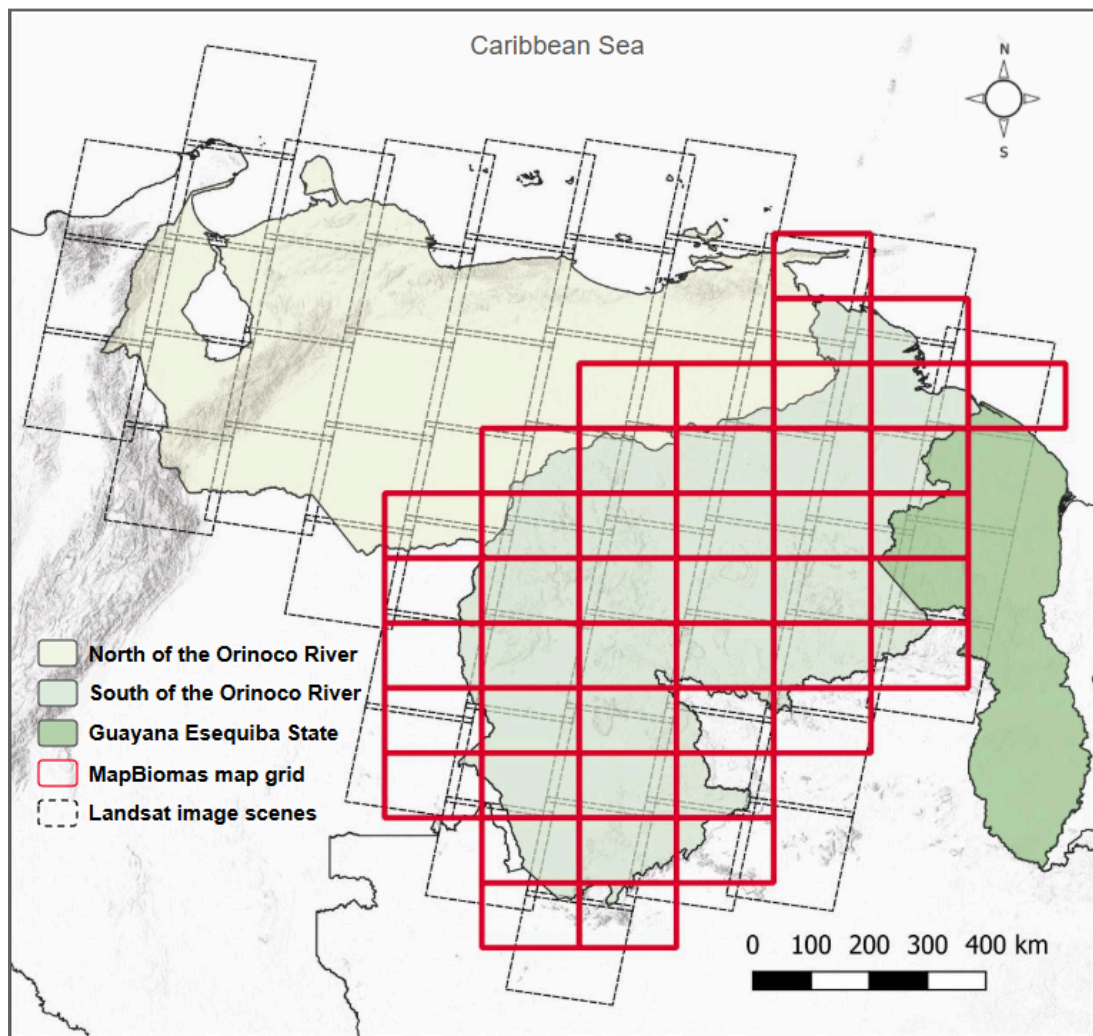 Caribbean Sea
N
S
North of the Orinoco River
South of the Orinoco River
Guayana Esequiba State
MapBiomas map grid
Landsat image scenes
0 100 200 300 400 km